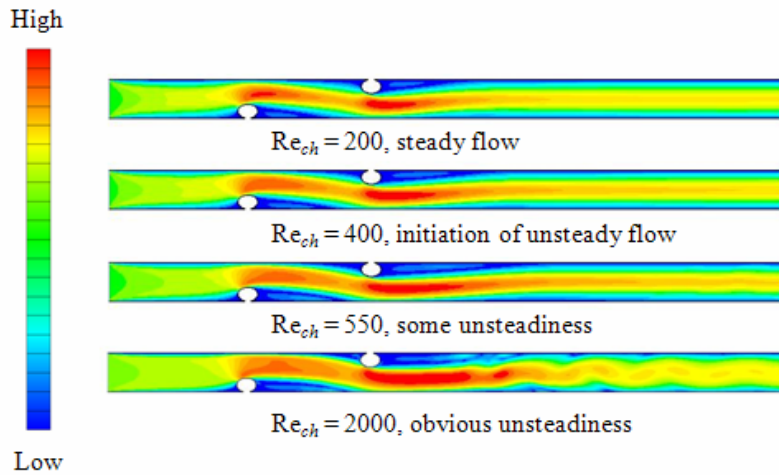 High
Re_ch = 200, steady flow
Re_ch = 400, initiation of unsteady flow
Re_ch = 550, some unsteadiness
Re_ch = 2000, obvious unsteadiness
Low